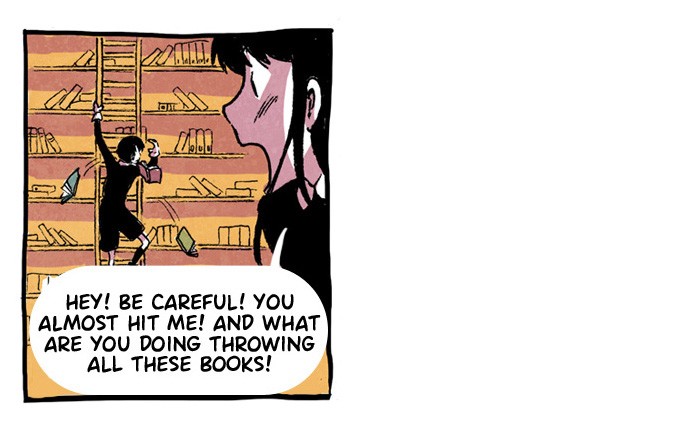 HEY! BE CAREFUL! YOU
ALMOST HIT ME! AND WHAT
ARE YOU DOING THROWING
ALL THESE BOOKS!